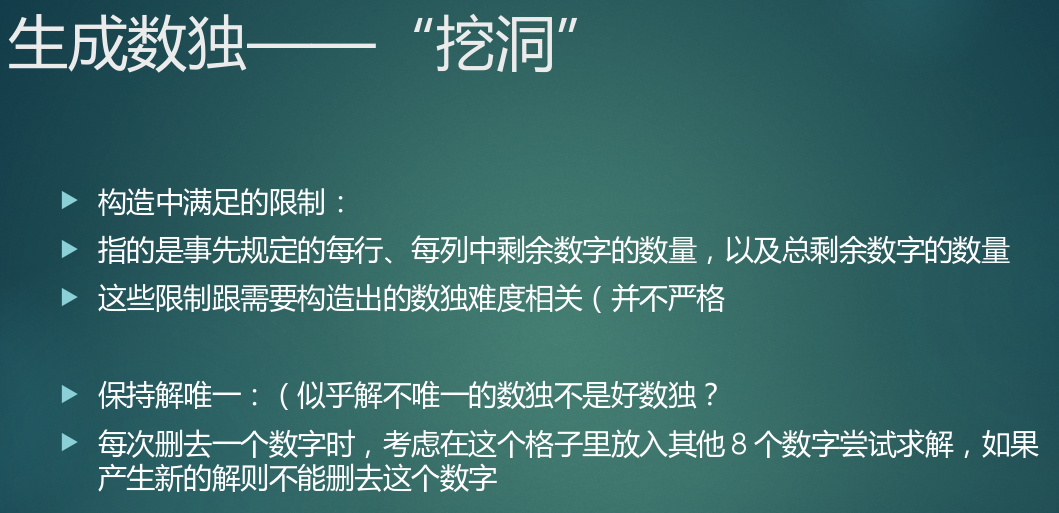 生成数独——“挖洞”
构造中满足的限制：
指的是事先规定的每行、每列中剩余数字的数量，以及总剩余数字的数量
这些限制跟需要构造出的数独难度相关（并不严格
保持解唯一：（似乎解不唯一的数独不是好数独？
每次删去一个数字时，考虑在这个格子里放入其他8个数字尝试求解，如果
产生新的解则不能删去这个数字